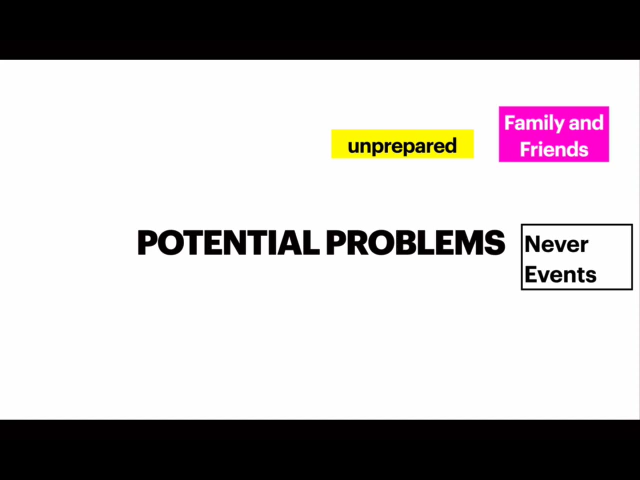 Family and
Friends
unprepared
POTENTIAL PROBLEMS
Never
Events